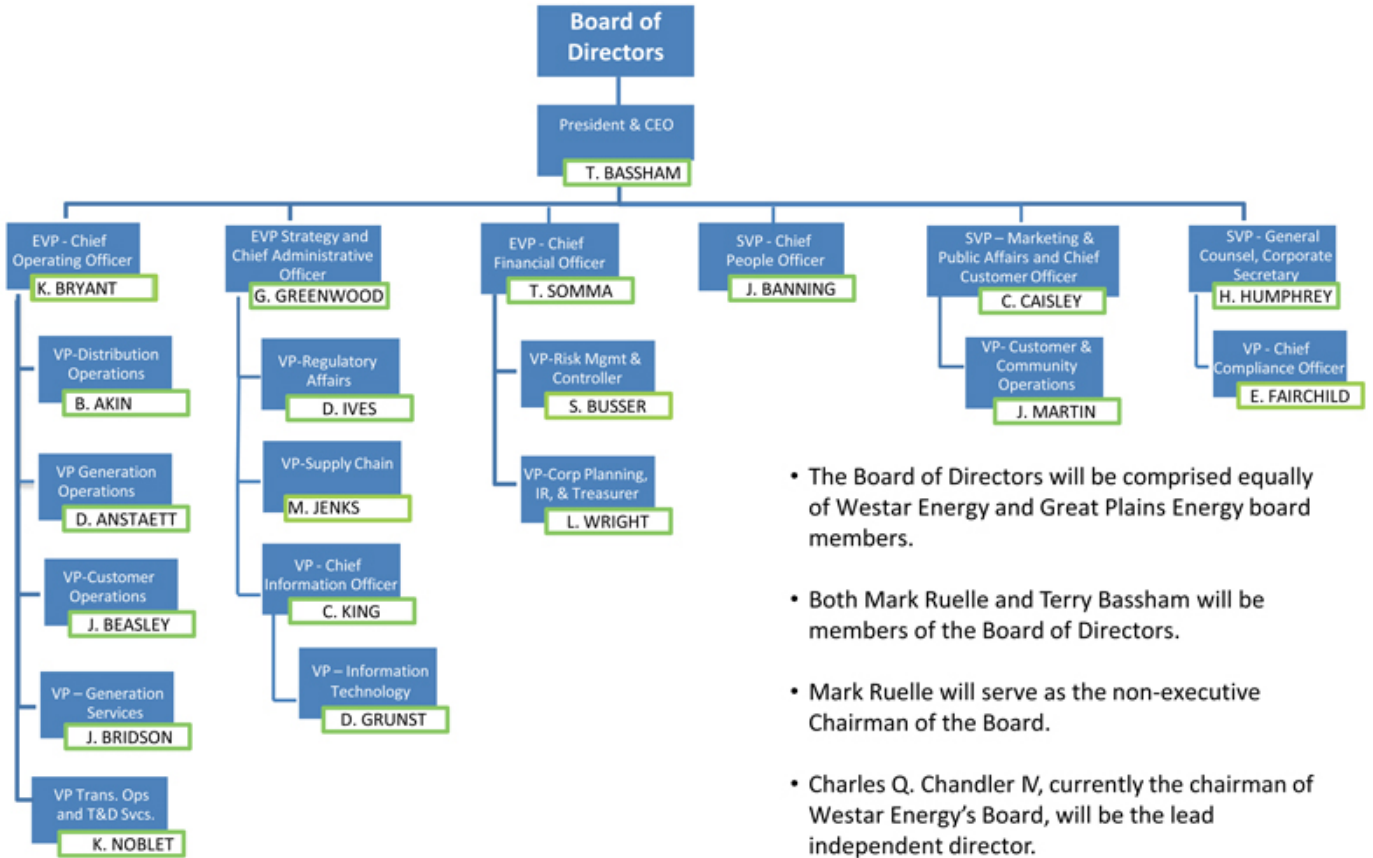 Board of
Directors
President & CEO
T. BASSHAM
EVP - Chief
Operating Officer
K. BRYANT
VP-Distribution
Operations
B. AKIN
VP Generation
Operations
D. ANSTAETT
VP-Customer
Operations
J. BEASLEY
VP – Generation
Services
J. BRIDSON
VP Trans. Ops
and T&D Svcs.
K. NOBLET
EVP Strategy and
Chief Administrative
Officer
G. GREENWOOD
VP-Regulatory
Affairs
D. IVES
VP-Supply Chain
M. JENKS
VP - Chief
Information Officer
C. KING
VP – Information
Technology
D. GRUNST
EVP - Chief
Financial Officer
T. SOMMA
VP-Risk Mgmt &
Controller
S. BUSSER
VP-Corp Planning,
IR, & Treasurer
L. WRIGHT
SVP - Chief
People Officer
J. BANNING
SVP – Marketing &
Public Affairs and Chief
Customer Officer
C. CAISLEY
VP- Customer &
Community
Operations
J. MARTIN
SVP - General
Counsel, Corporate
Secretary
H. HUMPHREY
VP - Chief
Compliance Officer
E. FAIRCHILD
• The Board of Directors will be comprised equally
of Westar Energy and Great Plains Energy board
members.
• Both Mark Ruelle and Terry Bassham will be
members of the Board of Directors.
• Mark Ruelle will serve as the non-executive
Chairman of the Board.
• Charles Q. Chandler IV, currently the chairman of
Westar Energy's Board, will be the lead
independent director.